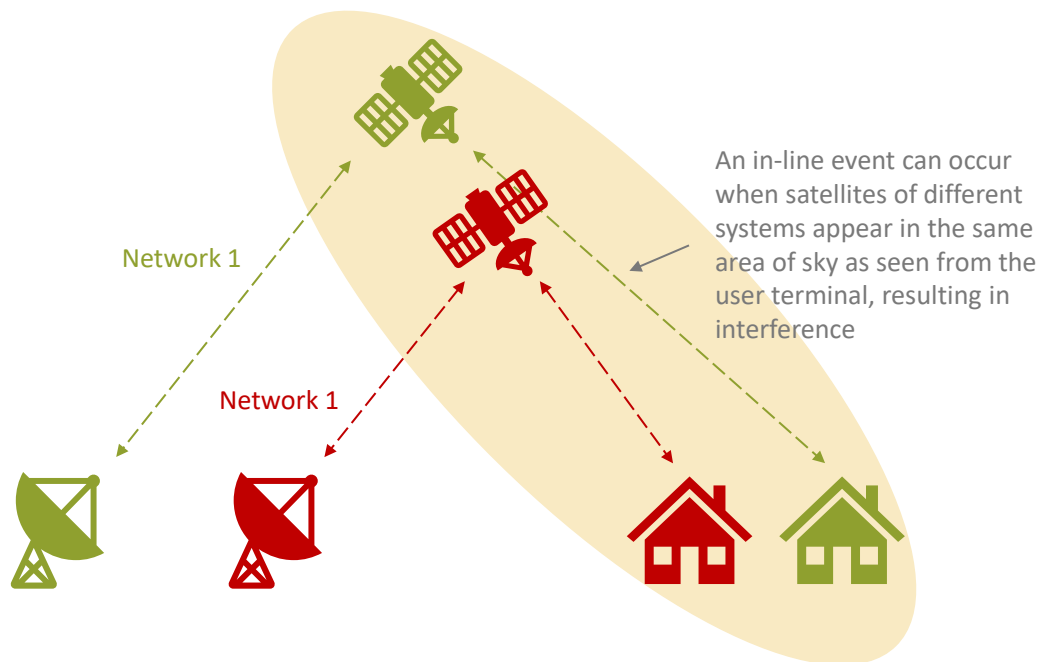 An in-line event can occur
when satellites of different
systems appear in the same
area of sky as seen from the
user terminal, resulting in
interference
Network 1
Network 1